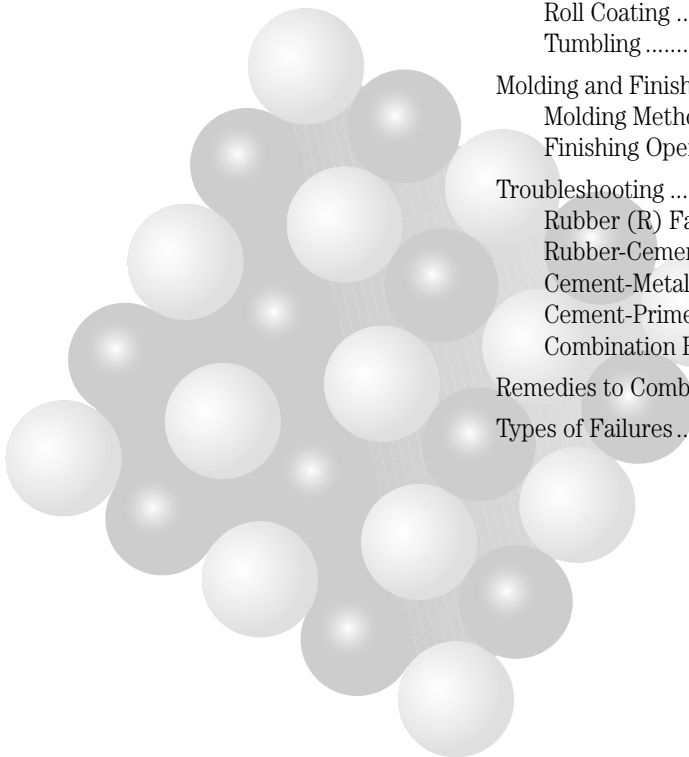 Roll Coating ..
Tumbling .......
Molding and Finish
Molding Metho
Finishing Oper
Troubleshooting ...
Rubber (R) Fa
Rubber-Cemen
Cement-Metal
Cement-Prime
Combination F
Remedies to Comb
Types of Failures ..